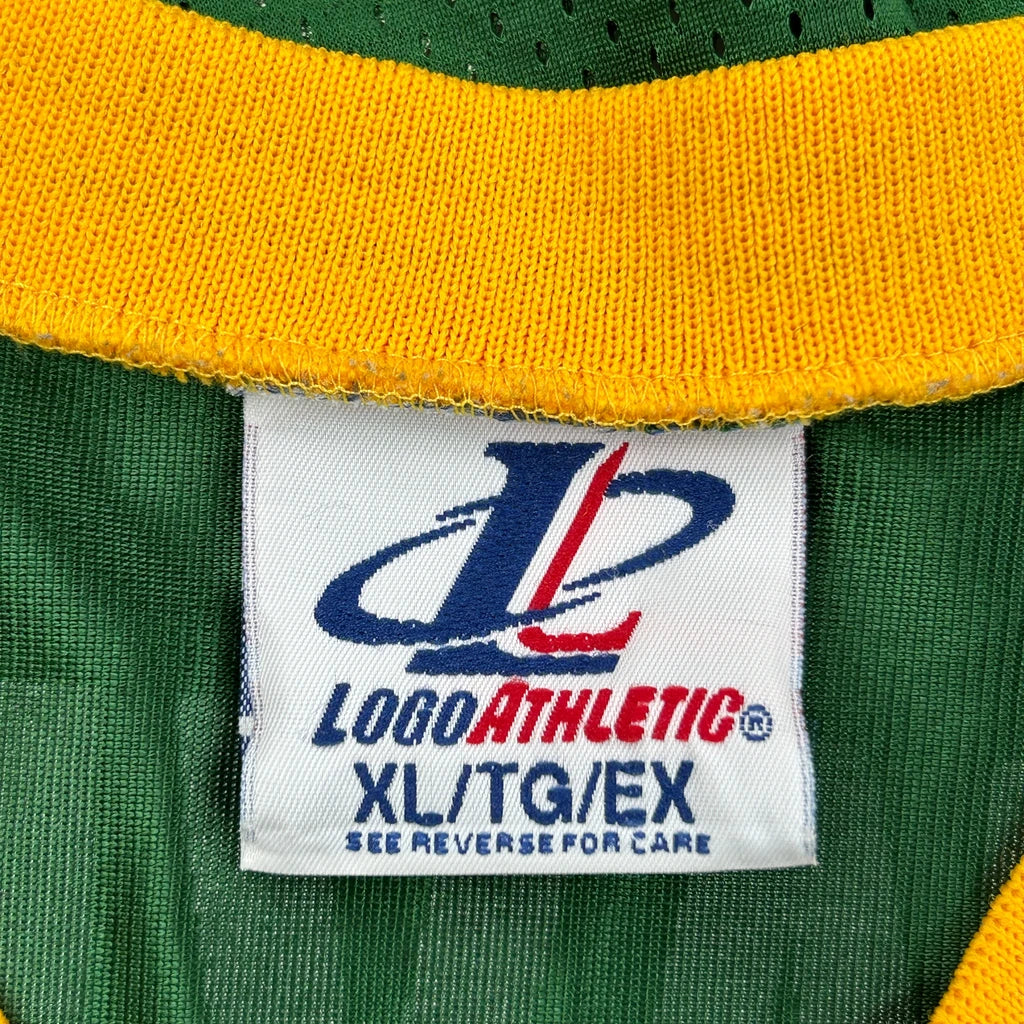 LOGOATHLETIC®
XL/TG/EX
SEE REVERSE FOR CARE